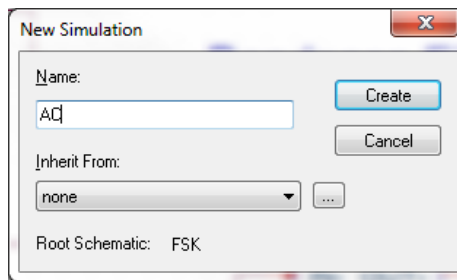 New Simulation
x
Name:
Create
AC
Cancel
Inherit From:
none
...
Root Schematic: FSK